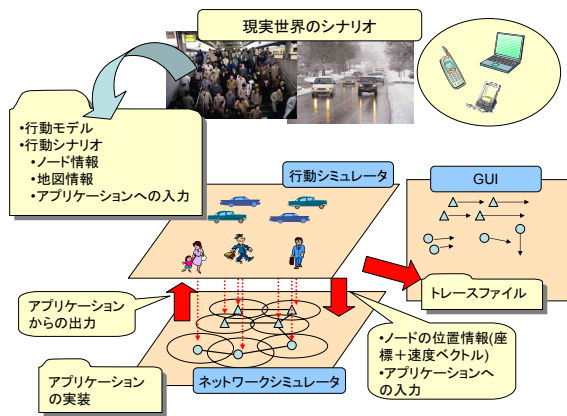 現実世界のシナリオ
•行動モデル
•行動シナリオ
•ノード情報
•地図情報
•アプリケーションへの入力
行動シミュレータ
GUI
アプリケーション
からの出力
トレースファイル
•ノードの位置情報(座
標＋速度ベクトル)
•アプリケーションへ
の入力
アプリケーション
の実装
ネットワークシミュレータ